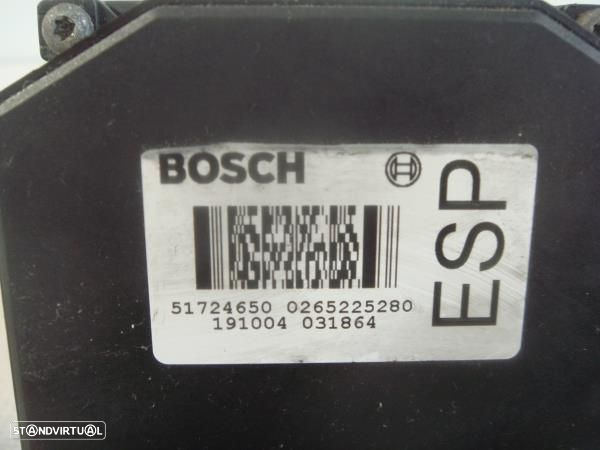 BOSCH
ESP
51724650 0265225280
191004 031864
STANDVIRTUAL